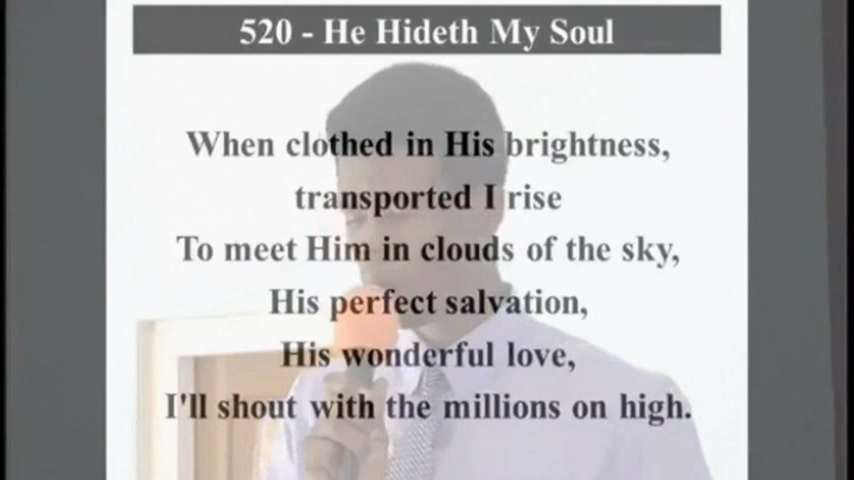 520 - He Hideth My Soul
When clothed in His brightness,
transported I rise
To meet Him in clouds of the sky,
His perfect salvation,
His wonderful love,
I'll shout with the millions on high.